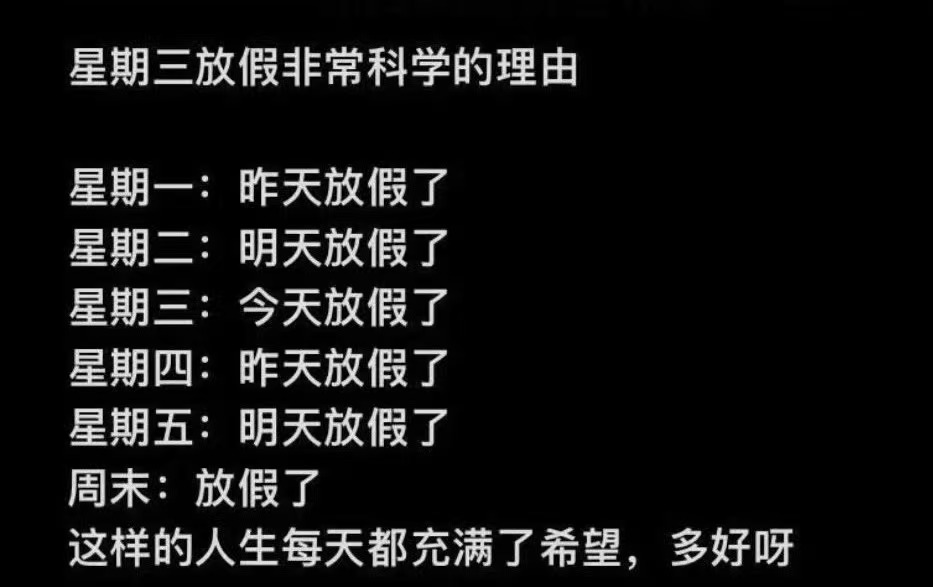 星期三放假非常科学的理由
星期一：昨天放假了
星期二：明天放假了
星期三：今天放假了
星期四：昨天放假了
星期五：明天放假了
周末：放假了
这样的人生每天都充满了希望，多好呀